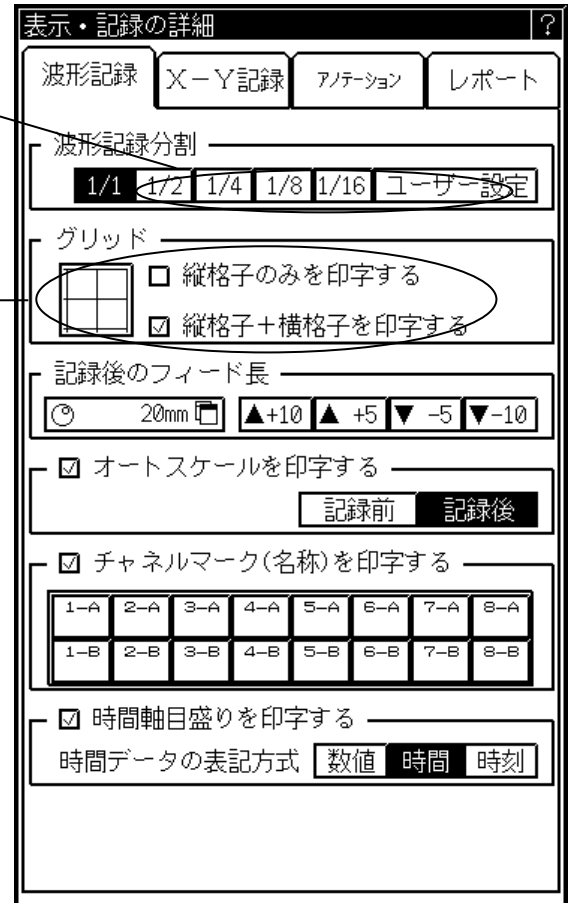 表示・記録の詳細 ?
波形記録 X－Y記録 ｱﾉﾃｰｼｮﾝ レポート
波形記録分割
1/1 1/2 1/4 1/8 1/16 ユーザー設定
グリッド
縦格子のみを印字する
縦格子＋横格子を印字する
記録後のフィード長
20mm ▲+10 ▲ +5 ▼ -5 ▼-10
オートスケールを印字する
記録前 記録後
チャネルマーク(名称)を印字する
1-A 2-A 3-A 4-A 5-A 6-A 7-A 8-A
1-B 2-B 3-B 4-B 5-B 6-B 7-B 8-B
時間軸目盛りを印字する
時間データの表記方式 数値 時間 時刻